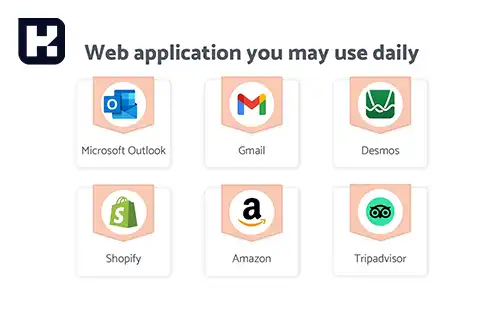 Web application you may use daily
Microsoft Outlook
Gmail
Desmos
Shopify
Amazon
Tripadvisor